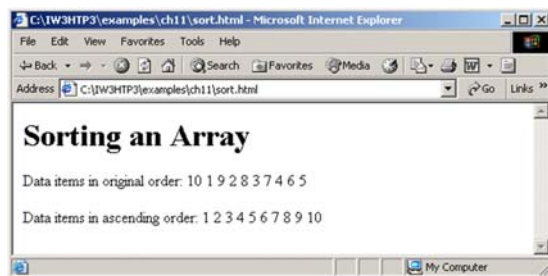 C:\IW3HTP3\examples\ch11\sort.html - Microsoft Internet Explorer
File Edit View Favorites Tools Help
Back Search Favorites Media
Address C:\IW3HTP3\examples\ch11\sort.html Go Links »
Sorting an Array
Data items in original order: 10 1 9 2 8 3 7 4 6 5
Data items in ascending order: 1 2 3 4 5 6 7 8 9 10
My Computer